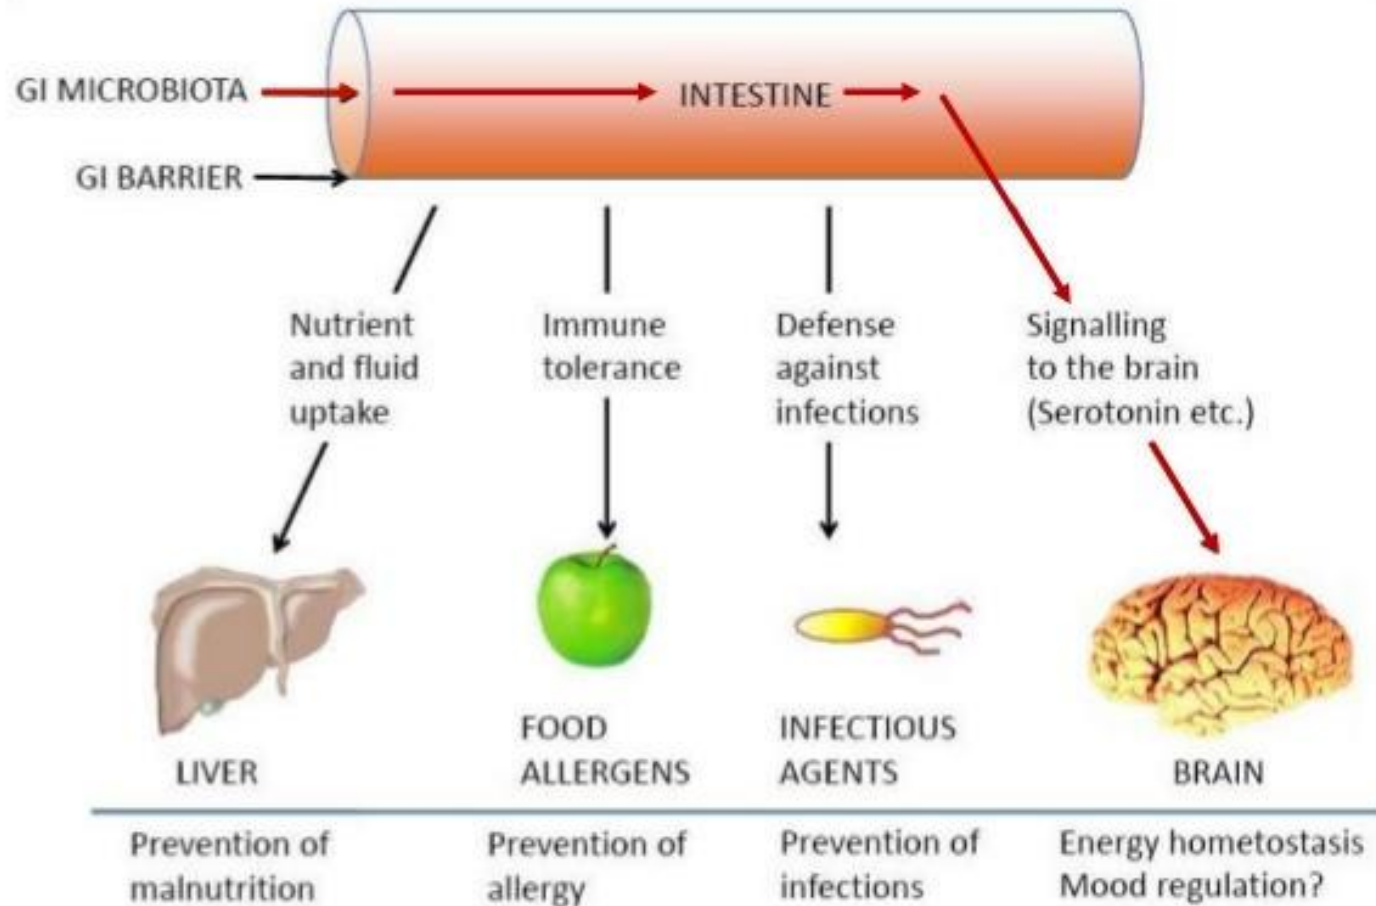 GI MICROBIOTA
INTESTINE
GI BARRIER
Nutrient
and fluid
uptake
Immune
tolerance
Defense
against
infections
Signalling
to the brain
(Serotonin etc.)
LIVER
FOOD
ALLERGENS
INFECTIOUS
AGENTS
BRAIN
Prevention of
malnutrition
Prevention of
allergy
Prevention of
infections
Energy hometostasis
Mood regulation?